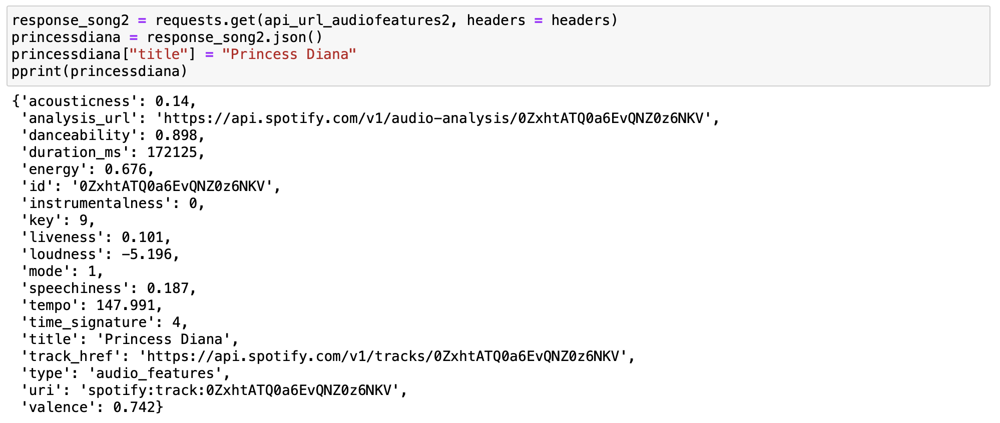 response_song2 = requests.get(api_url_audiofeatures2, headers = headers)
princessdiana = response_song2.json()
princessdiana["title"] = "Princess Diana"
pprint(princessdiana)
{'acousticness': 0.14,
 'analysis_url': 'https://api.spotify.com/v1/audio-analysis/0ZxhtATQ0a6EvQNZ0z6NKV',
 'danceability': 0.898,
 'duration_ms': 172125,
 'energy': 0.676,
 'id': '0ZxhtATQ0a6EvQNZ0z6NKV',
 'instrumentalness': 0,
 'key': 9,
 'liveness': 0.101,
 'loudness': -5.196,
 'mode': 1,
 'speechiness': 0.187,
 'tempo': 147.991,
 'time_signature': 4,
 'title': 'Princess Diana',
 'track_href': 'https://api.spotify.com/v1/tracks/0ZxhtATQ0a6EvQNZ0z6NKV',
 'type': 'audio_features',
 'uri': 'spotify:track:0ZxhtATQ0a6EvQNZ0z6NKV',
 'valence': 0.742}